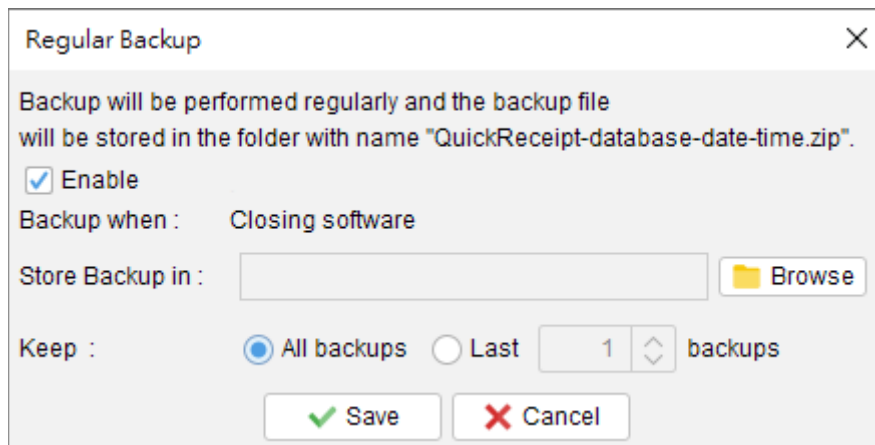 Regular Backup
Backup will be performed regularly and the backup file
will be stored in the folder with name "QuickReceipt-database-date-time.zip".
Enable
Backup when : Closing software
Store Backup in : Browse
Keep : All backups Last 1 backups
Save Cancel